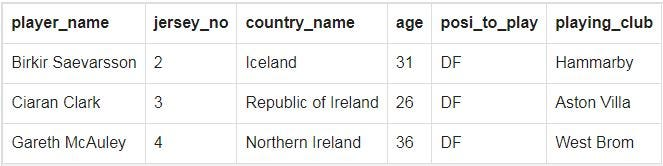 player_name jersey_no country_name age posi_to_play playing_club
Birkir Saevarsson 2 Iceland 31 DF Hammarby
Ciaran Clark 3 Republic of Ireland 26 DF Aston Villa
Gareth McAuley 4 Northern Ireland 36 DF West Brom